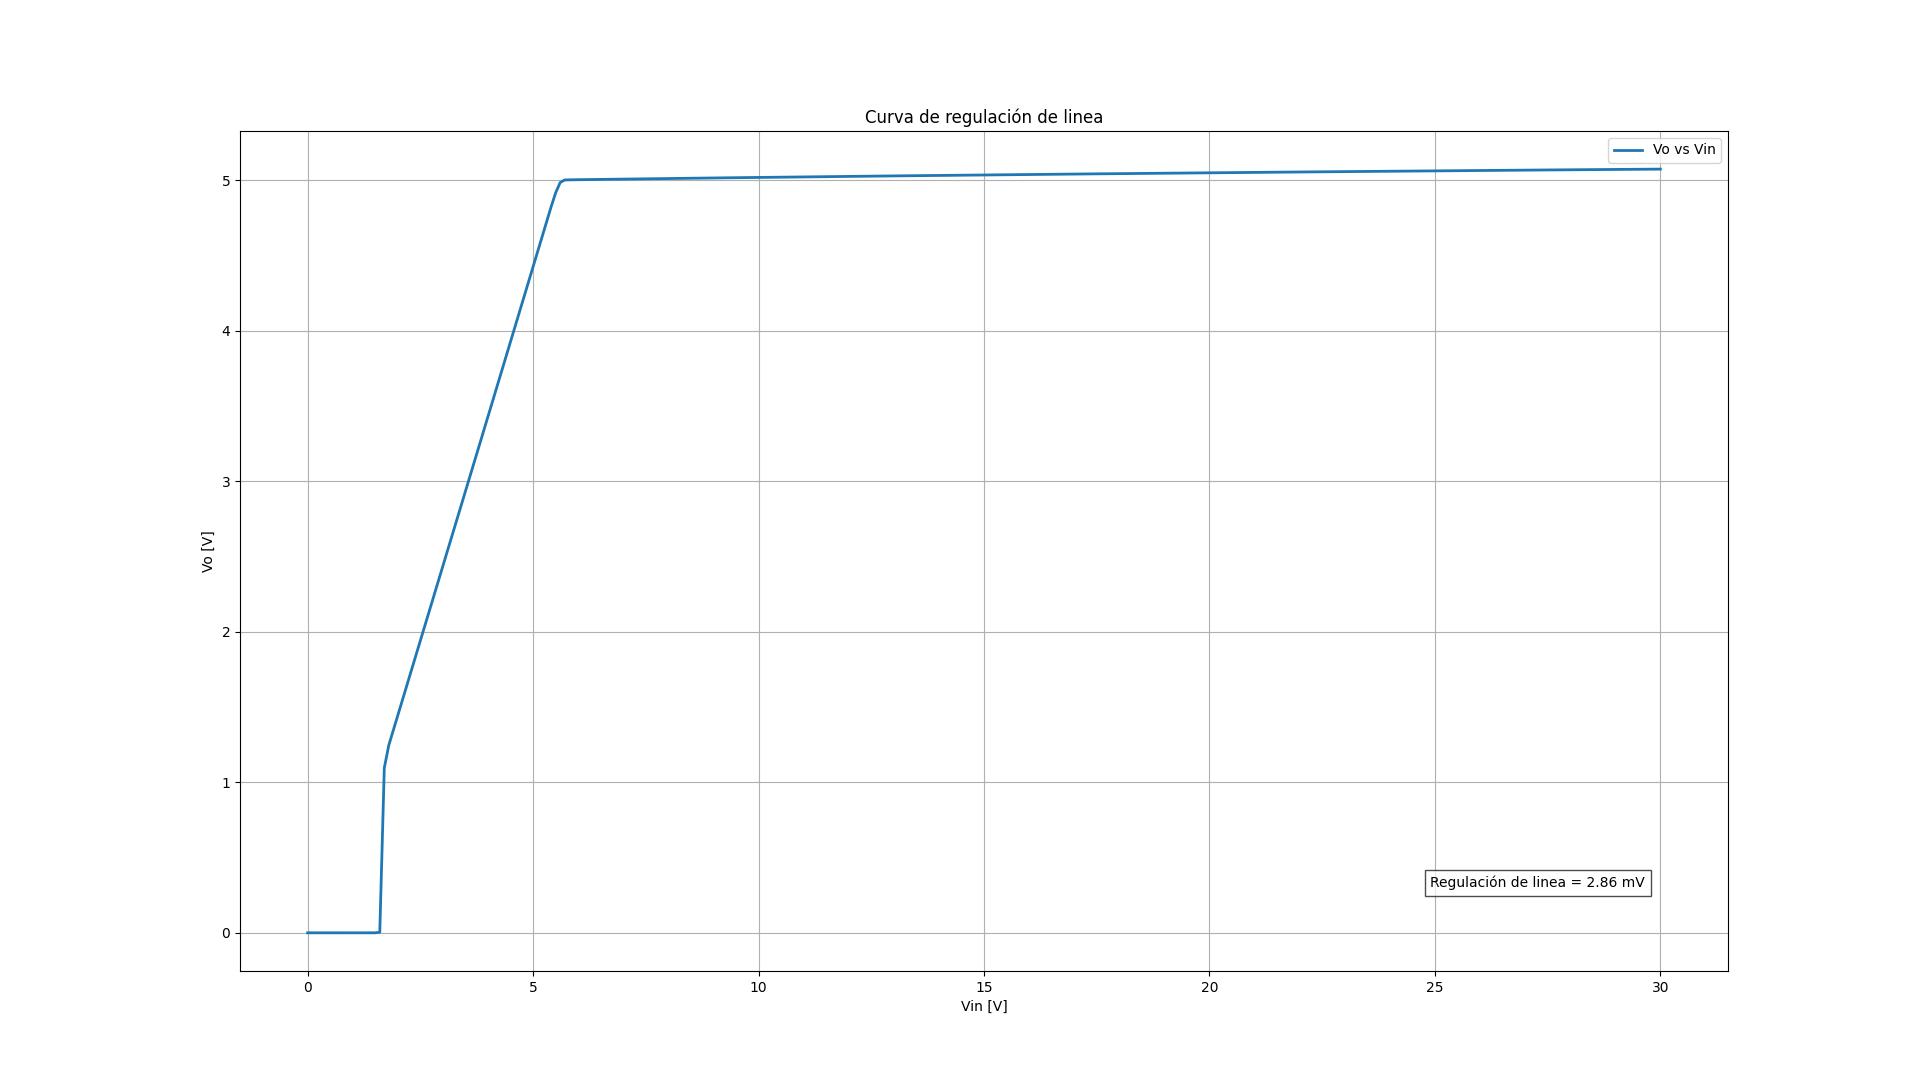 Curva de regulación de linea
Vo vs Vin
5
4
3
2
1
0
Vo [V]
Regulación de linea = 2.86 mV
0 5 10 15 20 25 30
Vin [V]